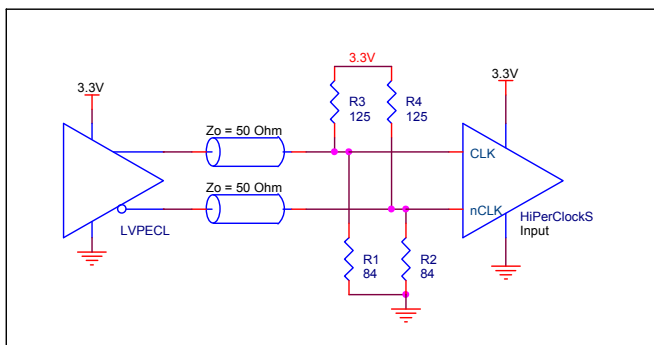 3.3V
3.3V
3.3V
R3
125
R4
125
Zo = 50 Ohm
CLK
Zo = 50 Ohm
nCLK
LVPECL
HiPerClockS
Input
R1
84
R2
84